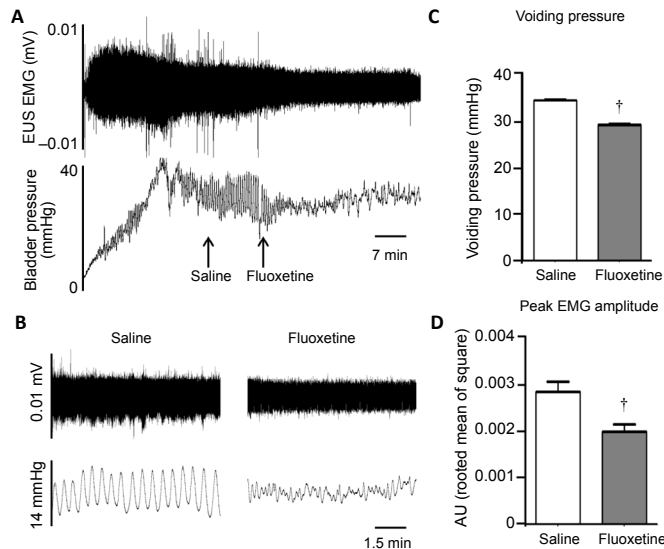 A
EUS EMG (mV)
0.01
–0.01
Bladder pressure
(mmHg)
40
0
Saline
Fluoxetine
7 min
B
Saline
Fluoxetine
0.01 mV
14 mmHg
1.5 min
C
Voiding pressure
Voiding pressure (mmHg)
40
30
20
10
0
†
Saline
Fluoxetine
D
Peak EMG amplitude
AU (rooted mean of square)
0.004
0.003
0.002
0.001
0
†
Saline
Fluoxetine